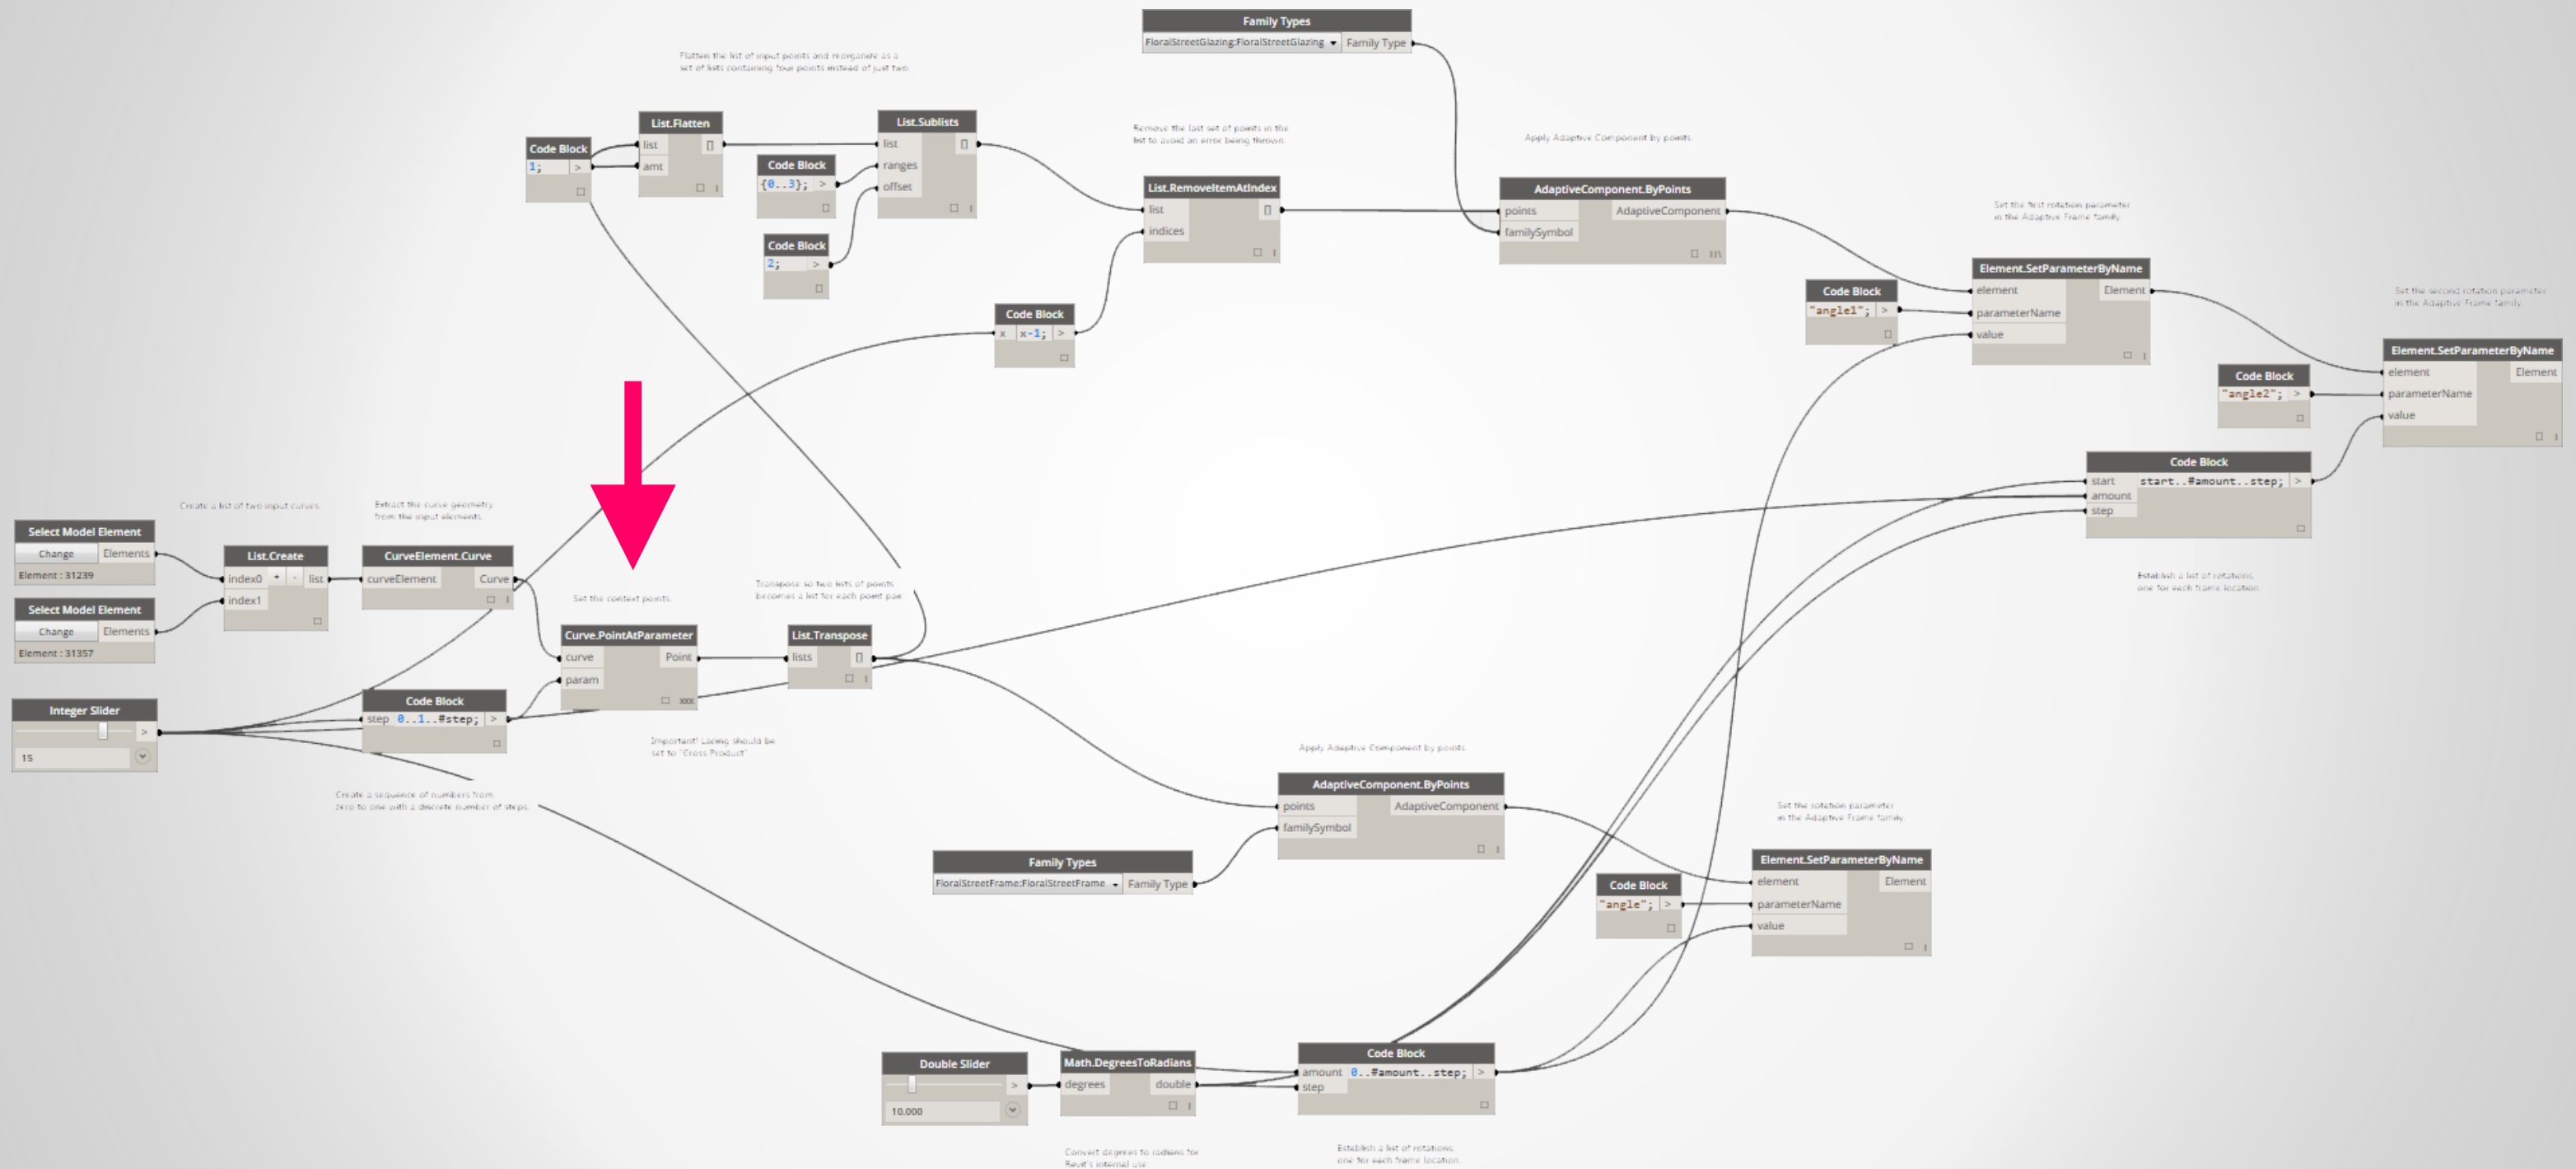 Family Types
FloralStreetGlazing:FloralStreetGlazing
Family Type
Flatten the list of input points and reorganize as a
set of lists containing four points instead of just two.
List.Flatten
list
[]
amt
Code Block
1;
>
List.Sublists
list
[]
ranges
offset
Code Block
{0..3};
>
Code Block
2;
>
Remove the last set of points in the
list to avoid an error being thrown.
List.RemoveItemAtIndex
list
[]
indices
Code Block
x
x-1;
>
Apply Adaptive Component by points.
AdaptiveComponent.ByPoints
points
AdaptiveComponent
familySymbol
Set the first rotation parameter
in the Adaptive Frame family.
Element.SetParameterByName
element
Element
parameterName
value
Code Block
"angle1";
>
Set the second rotation parameter
in the Adaptive Frame family.
Element.SetParameterByName
element
Element
parameterName
value
Code Block
"angle2";
>
Code Block
start
start..#amount..step;
>
amount
step
Establish a list of rotations,
one for each frame location.
Create a list of two input curves.
Extract the curve geometry
from the input elements.
Select Model Element
Change
Elements
Element : 31239
Select Model Element
Change
Elements
Element : 31357
List.Create
index0
+
-
list
index1
CurveElement.Curve
curveElement
Curve
Set the context points.
Transpose so two lists of points
becomes a list for each point pair
Curve.PointAtParameter
curve
Point
param
xxx
List.Transpose
lists
[]
Integer Slider
>
15
Code Block
step
0..1..#step;
>
Important! Lacing should be
set to "Cross Product".
Create a sequence of numbers from
zero to one with a discrete number of steps.
Apply Adaptive Component by points.
AdaptiveComponent.ByPoints
points
AdaptiveComponent
familySymbol
Family Types
FloralStreetFrame:FloralStreetFrame
Family Type
Set the rotation parameter
in the Adaptive Frame family.
Element.SetParameterByName
element
Element
parameterName
value
Code Block
"angle";
>
Double Slider
>
10.000
Math.DegreesToRadians
degrees
double
Code Block
amount
0..#amount..step;
>
step
Convert degrees to radians for
Revit's internal use.
Establish a list of rotations,
one for each frame location.